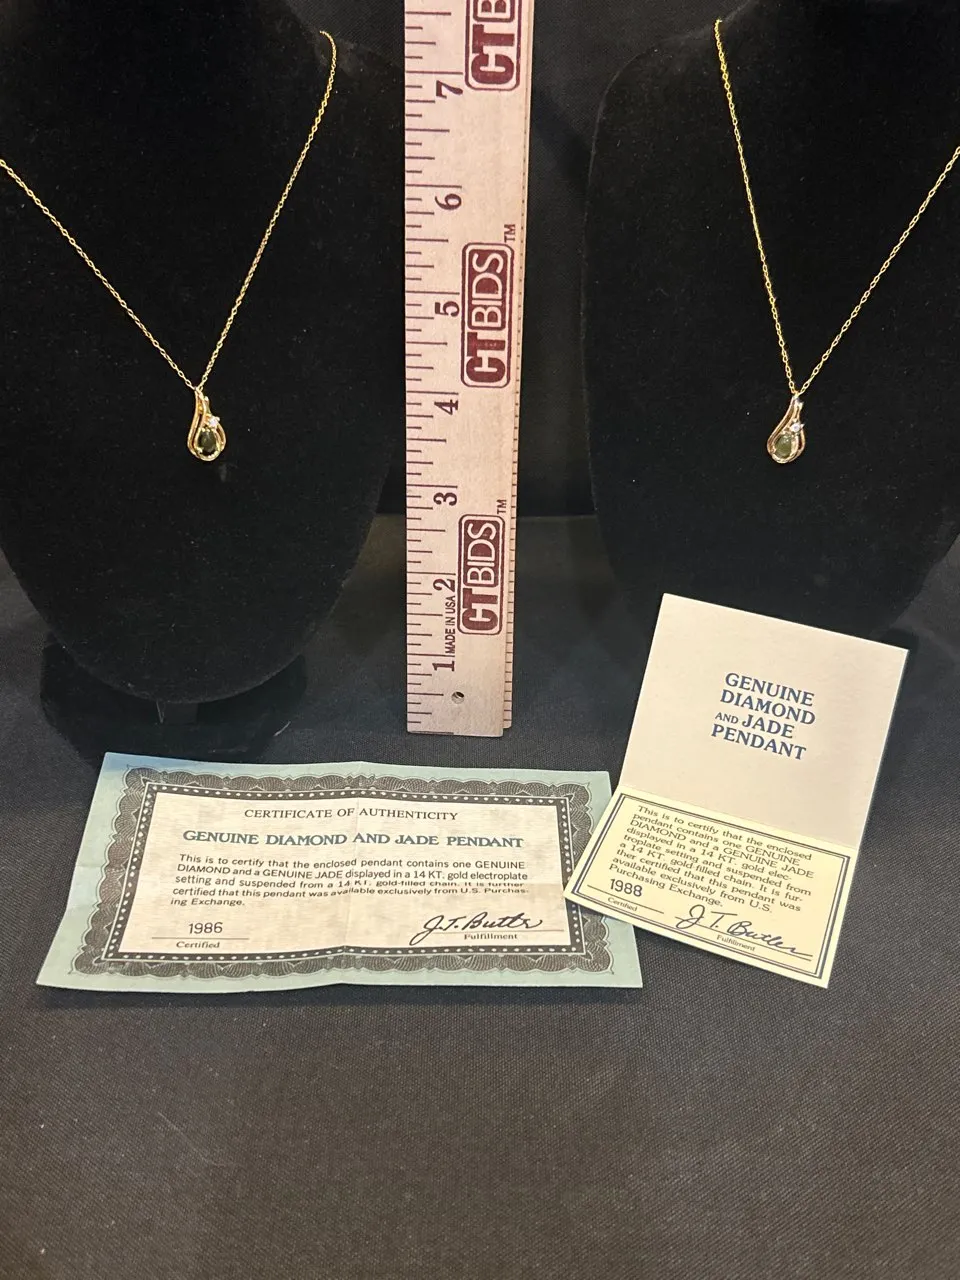 CTB
7
6
CTBIDS™
5
4
3
CTBIDS™
2
MADE IN USA
1
GENUINE
DIAMOND
AND JADE
PENDANT
This is to certify that the enclosed
pendant contains one GENUINE
DIAMOND and a GENUINE JADE
displayed in a 14 KT. gold elec-
troplate setting and suspended from
a 14 KT. gold-filled chain. It is fur-
ther certified that this pendant was
available exclusively from U.S.
Purchasing Exchange.
1988
Certified
J.T. Butler
Fulfillment
CERTIFICATE OF AUTHENTICITY
GENUINE DIAMOND AND JADE PENDANT
This is to certify that the enclosed pendant contains one GENUINE
DIAMOND and a GENUINE JADE displayed in a 14 KT. gold electroplate
setting and suspended from a 14 KT. gold-filled chain. It is further
certified that this pendant was available exclusively from U.S. Purchas-
ing Exchange.
1986
Certified
J.T. Butler
Fulfillment